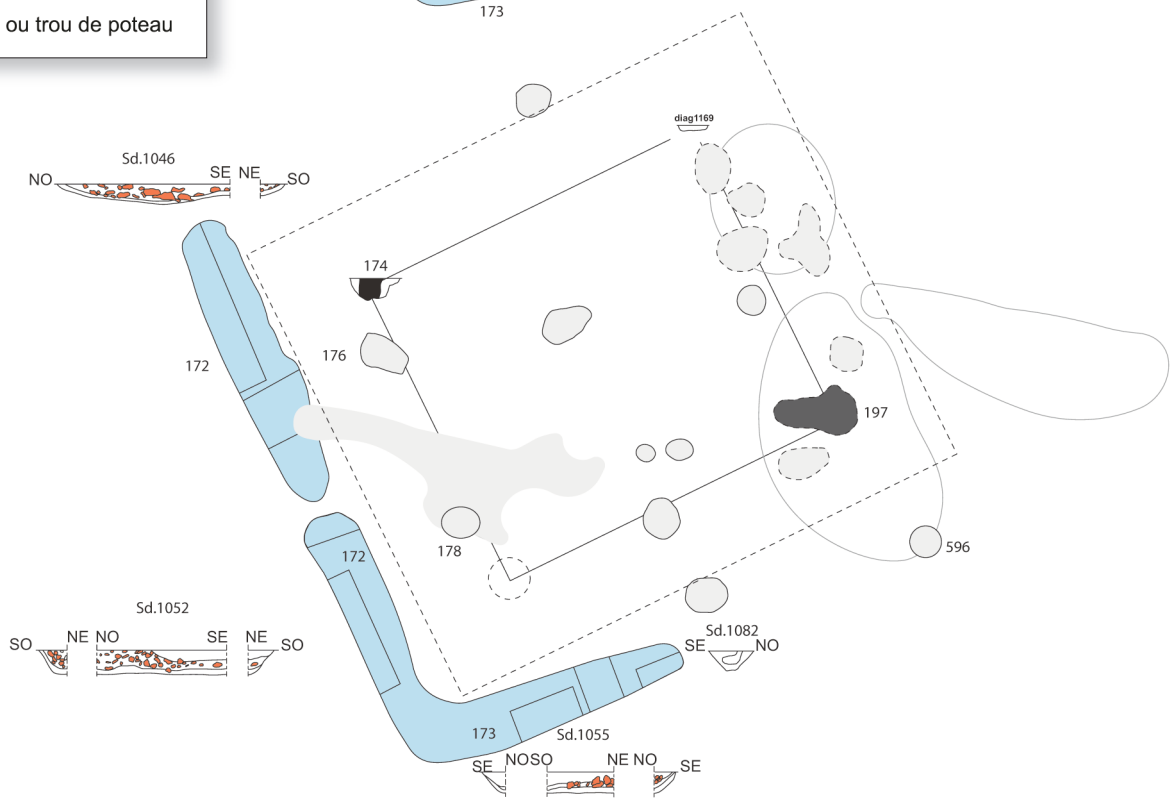 173
ou trou de poteau
diag1169
Sd.1046
NO SE NE SO
174
176
172
197
178
596
172
Sd.1052
SO NE NO SE NE SO
Sd.1082
SE NO
173
Sd.1055
SE NO SO NE NO SE